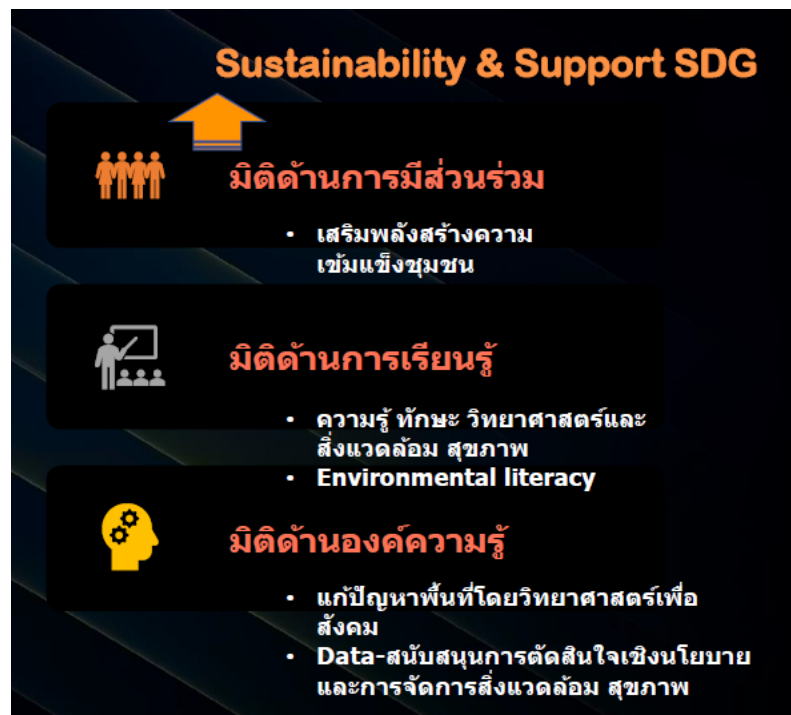 Sustainability & Support SDG
มิติด้านการมีส่วนร่วม
• เสริมพลังสร้างความ
เข้มแข็งชุมชน
มิติด้านการเรียนรู้
• ความรู้ ทักษะ วิทยาศาสตร์และ
สิ่งแวดล้อม สุขภาพ
• Environmental literacy
มิติด้านองค์ความรู้
• แก้ปัญหาพื้นที่โดยวิทยาศาสตร์เพื่อ
สังคม
• Data-สนับสนุนการตัดสินใจเชิงนโยบาย
และการจัดการสิ่งแวดล้อม สุขภาพ